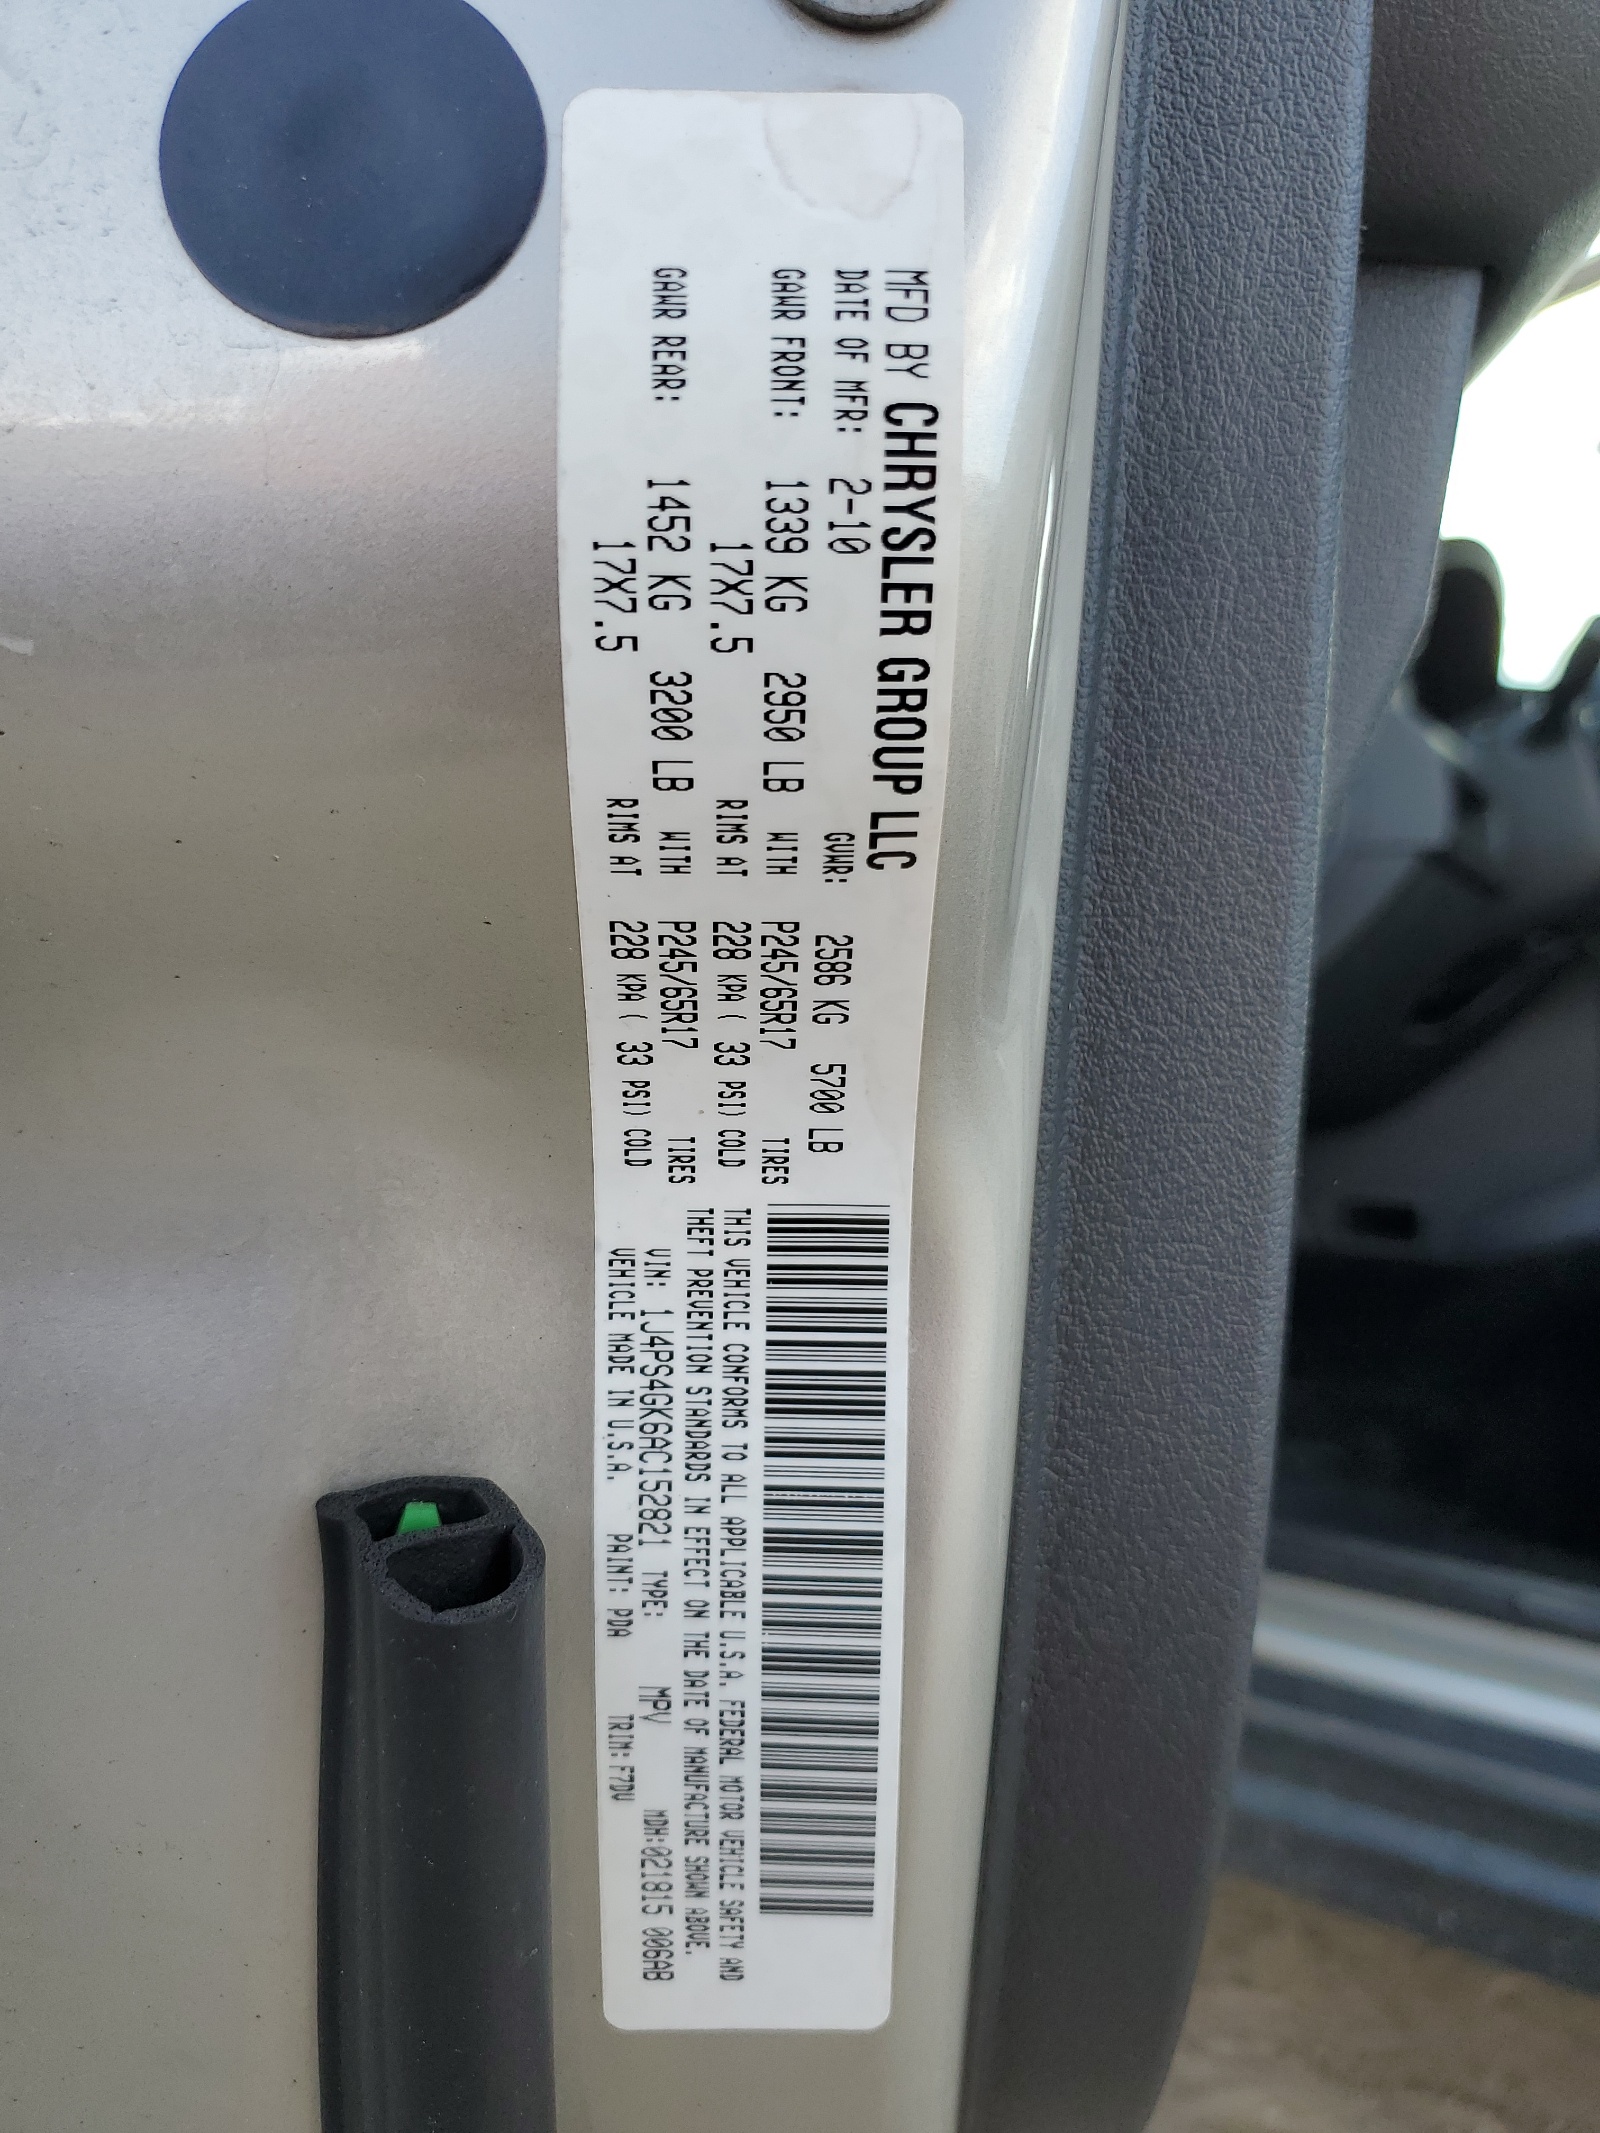 MFD BY CHRYSLER GROUP LLC
DATE OF MFR: 2-10 GVWR: 2586 KG 5700 LB
GAWR FRONT: 1339 KG 2950 LB WITH P245/65R17 TIRES
17X7.5 RIMS AT 228 KPA ( 33 PSI) COLD
GAWR REAR: 1452 KG 3200 LB WITH P245/65R17 TIRES
17X7.5 RIMS AT 228 KPA ( 33 PSI) COLD
THIS VEHICLE CONFORMS TO ALL APPLICABLE U.S.A. FEDERAL MOTOR VEHICLE SAFETY AND
THEFT PREVENTION STANDARDS IN EFFECT ON THE DATE OF MANUFACTURE SHOWN ABOVE.
VIN: 1J4PS4GK6AC152821 TYPE: MPV MDH:021815 006AB
VEHICLE MADE IN U.S.A. PAINT: PDA TRIM: F7DV